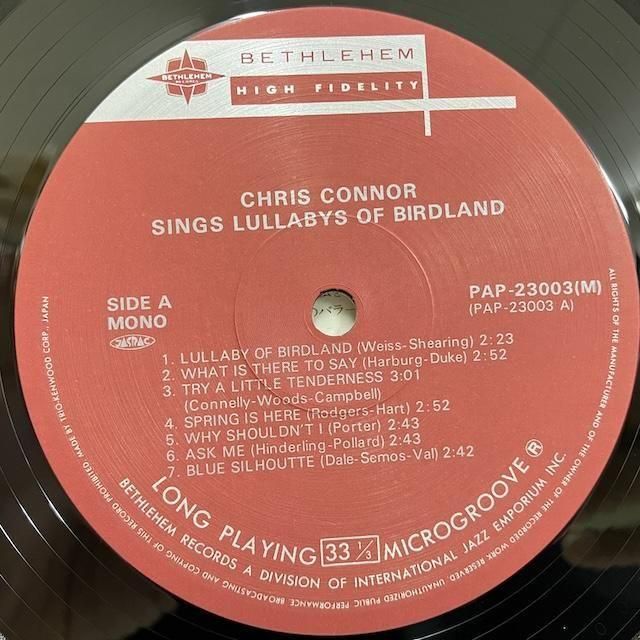 BETHLEHEM
BETHLEHEM
HIGH FIDELITY
CHRIS CONNOR
SINGS LULLABYS OF BIRDLAND
SIDE A
MONO
JASRAC
PAP-23003(M)
(PAP-23003 A)
1. LULLABY OF BIRDLAND (Weiss-Shearing) 2:23
2. WHAT IS THERE TO SAY (Harburg-Duke) 2:52
3. TRY A LITTLE TENDERNESS 3:01
(Connelly-Woods-Campbell)
4. SPRING IS HERE (Rodgers-Hart) 2:52
5. WHY SHOULDN'T I (Porter) 2:43
6. ASK ME (Hinderling-Pollard) 2:43
7. BLUE SILHOUTTE (Dale-Semos-Val) 2:42
LONG PLAYING 33 1/3 MICROGROOVE ®
BETHLEHEM RECORDS A DIVISION OF INTERNATIONAL JAZZ EMPORIUM INC.
ALL RIGHTS OF THE MANUFACTURER AND OF THE OWNER OF THE RECORDED WORK RESERVED. UNAUTHORIZED PUBLIC PERFORMANCE, BROADCASTING AND COPYING OF THIS RECORD PROHIBITED. MADE BY TRIO-KENWOOD CORP., JAPAN